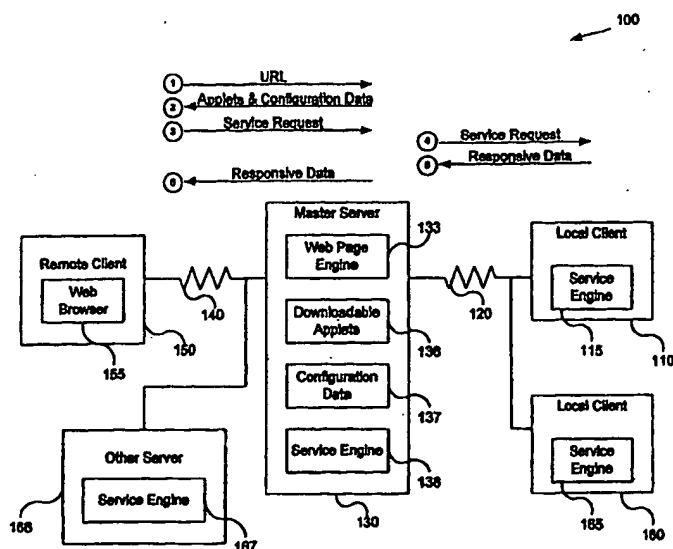 100
1 URL
2 Applets & Configuration Data
3 Service Request
4 Service Request
5 Responsive Data
6 Responsive Data
Master Server
133
Web Page
Engine
Remote Client
Web
Browser
155
150
140
120
Local Client
Service
Engine
115
110
Downloadable
Applets
136
Configuration
Data
137
Local Client
Service
Engine
165
160
Other Server
Service Engine
166
167
Service Engine
138
130